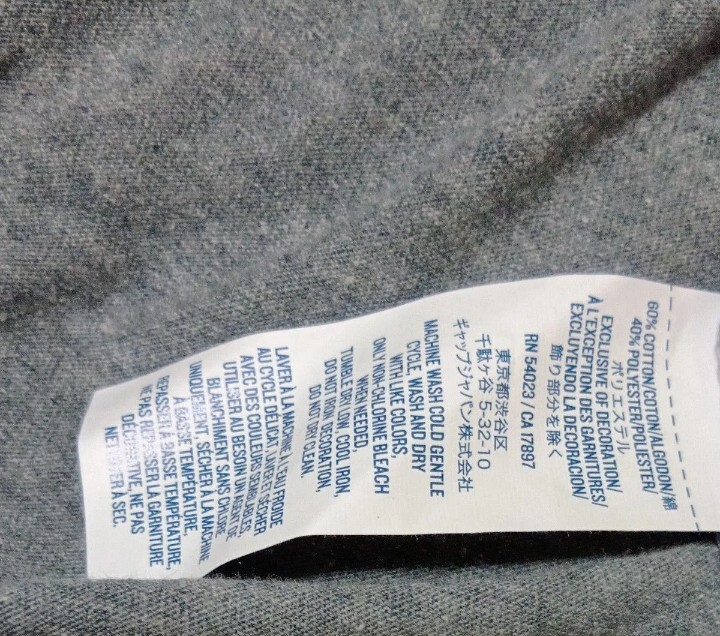 60% COTTON/COTON/ALGODON/綿
40% POLYESTER/POLIESTER/
ポリエステル
EXCLUSIVE OF DECORATION/
À L'EXCEPTION DES GARNITURES/
EXCLUYENDO LA DECORACION/
飾り部分を除く
RN 54023 / CA 17897
東京都渋谷区
千駄ヶ谷 5-32-10
ギャップジャパン株式会社
MACHINE WASH COLD GENTLE
CYCLE, WASH AND DRY
WITH LIKE COLORS,
ONLY NON-CHLORINE BLEACH
WHEN NEEDED,
TUMBLE DRY LOW, COOL IRON,
DO NOT IRON DECORATION,
DO NOT DRY CLEAN.
LAVER À LA MACHINE À L'EAU FROIDE
AU CYCLE DÉLICAT, LAVER ET SÉCHER
AVEC DES COULEURS SEMBLABLES,
UTILISER AU BESOIN UN AGENT DE
BLANCHIMENT SANS CHLORE
UNIQUEMENT, SÉCHER À LA MACHINE
À BASSE TEMPÉRATURE,
REPASSER À BASSE TEMPÉRATURE,
NE PAS REPASSER LA GARNITURE
DÉCORATIVE, NE PAS
NETTOYER À SEC.